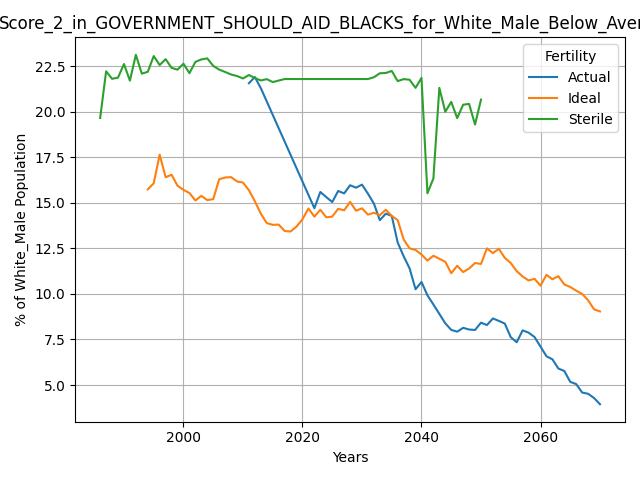 Score_2_in_GOVERNMENT_SHOULD_AID_BLACKS_for_White_Male_Below_Aver
Fertility
Actual
Ideal
Sterile
% of White_Male Population
22.5
20.0
17.5
15.0
12.5
10.0
7.5
5.0
2000 2020 2040 2060
Years